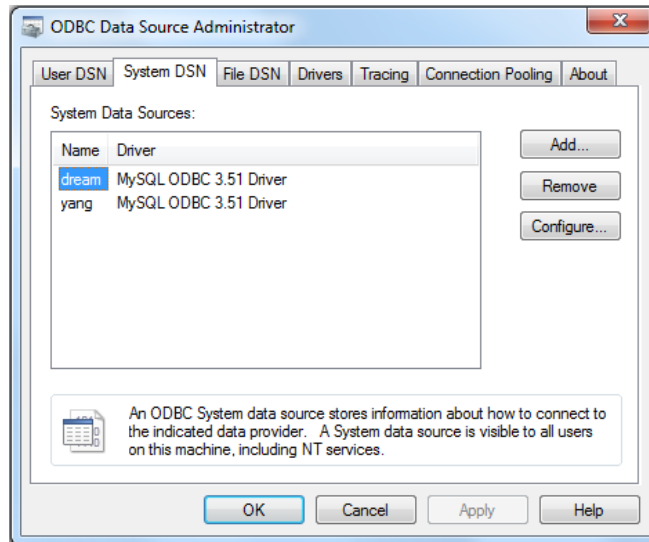 ODBC Data Source Administrator
User DSN System DSN File DSN Drivers Tracing Connection Pooling About
System Data Sources:
Name Driver
dream MySQL ODBC 3.51 Driver
yang MySQL ODBC 3.51 Driver
Add...
Remove
Configure...
An ODBC System data source stores information about how to connect to
the indicated data provider. A System data source is visible to all users
on this machine, including NT services.
OK Cancel Apply Help